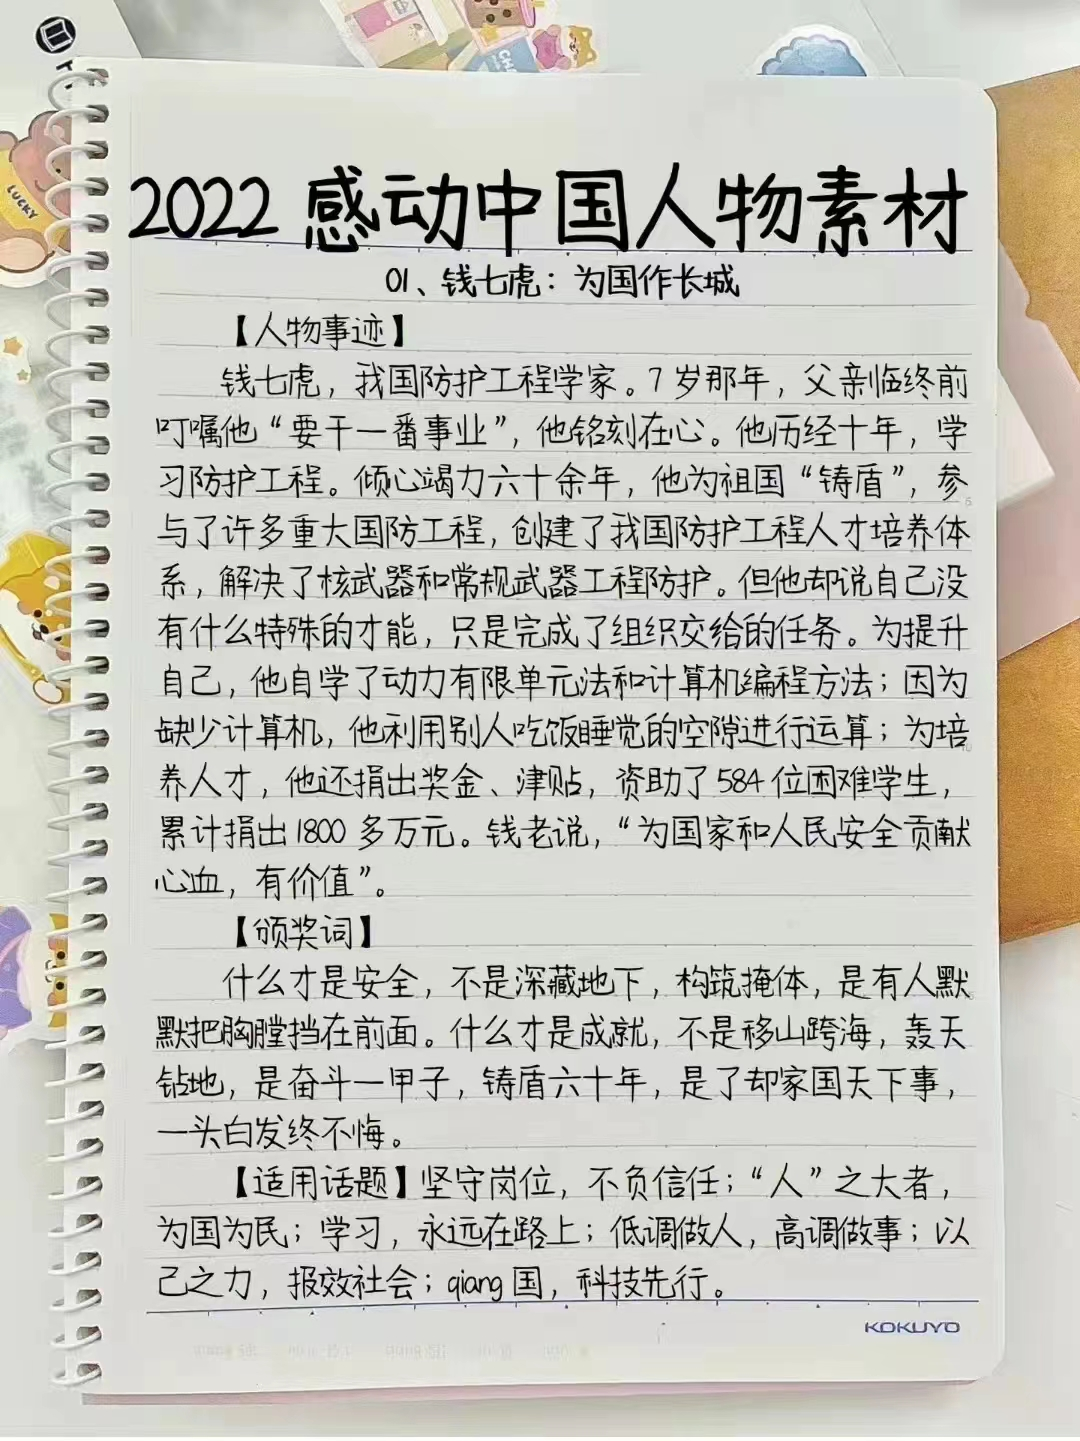 2022 感动中国人物素材
01、钱七虎：为国作长城
【人物事迹】
钱七虎，我国防护工程学家。7岁那年，父亲临终前
叮嘱他“要干一番事业”，他铭刻在心。他历经十年，学
习防护工程。倾心竭力六十余年，他为祖国“铸盾”，参
与了许多重大国防工程，创建了我国防护工程人才培养体
系，解决了核武器和常规武器工程防护。但他却说自己没
有什么特殊的才能，只是完成了组织交给的任务。为提升
自己，他自学了动力有限单元法和计算机编程方法；因为
缺少计算机，他利用别人吃饭睡觉的空隙进行运算；为培
养人才，他还捐出奖金、津贴，资助了584位困难学生，
累计捐出1800多万元。钱老说，“为国家和人民安全贡献
心血，有价值”。
【颁奖词】
什么才是安全，不是深藏地下，构筑掩体，是有人默
默把胸膛挡在前面。什么才是成就，不是移山跨海，轰天
钻地，是奋斗一甲子，铸盾六十年，是了却家国天下事，
一头白发终不悔。
【适用话题】坚守岗位，不负信任；“人”之大者，
为国为民；学习，永远在路上；低调做人，高调做事；以
己之力，报效社会；qiang国，科技先行。
KOKUYO
LUCKY